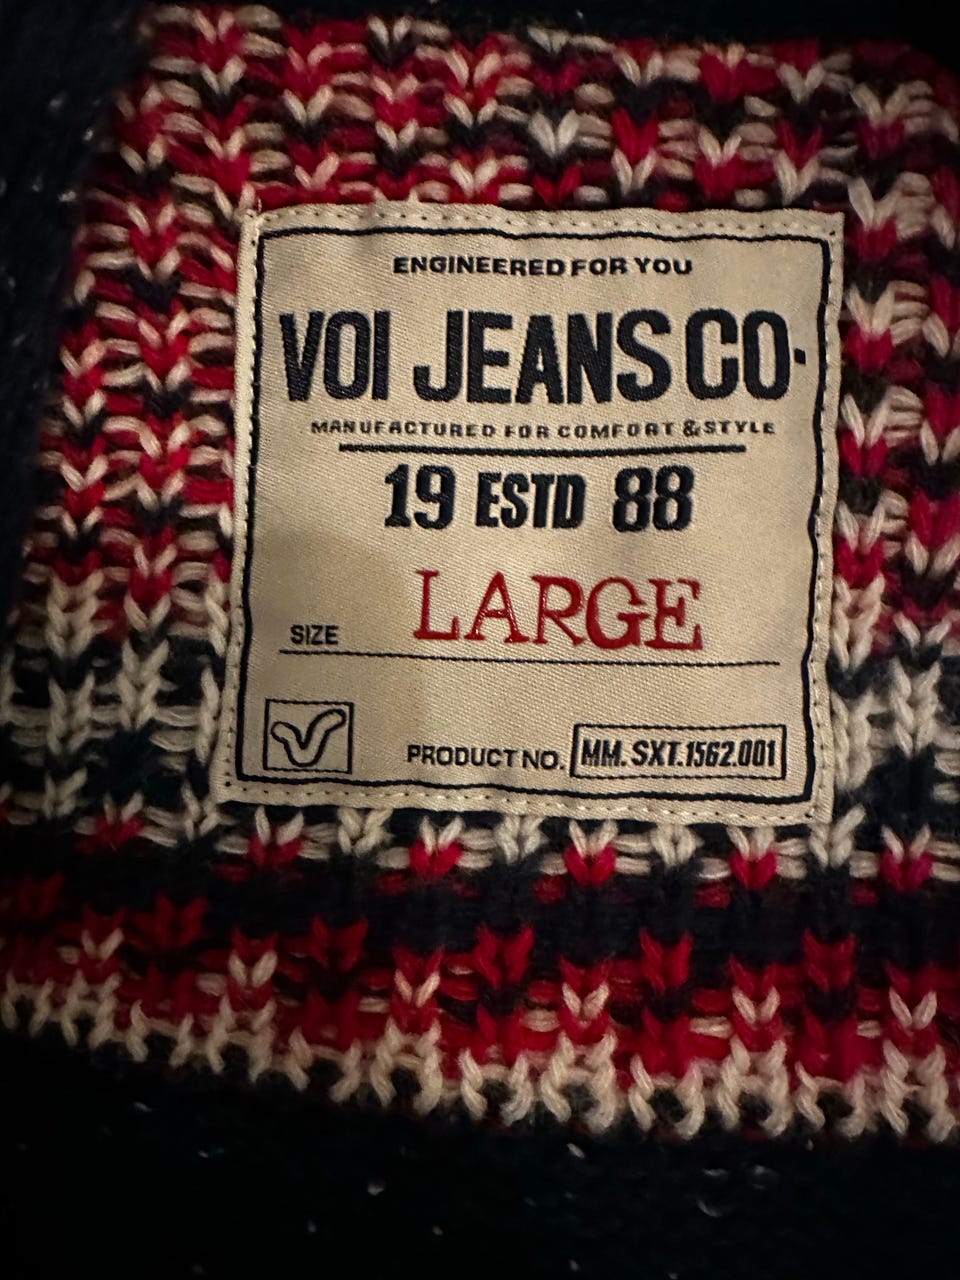 ENGINEERED FOR YOU
VOI JEANS CO.
MANUFACTURED FOR COMFORT & STYLE
19 ESTD 88
SIZE LARGE
PRODUCT NO. MM.SXT.1562.001